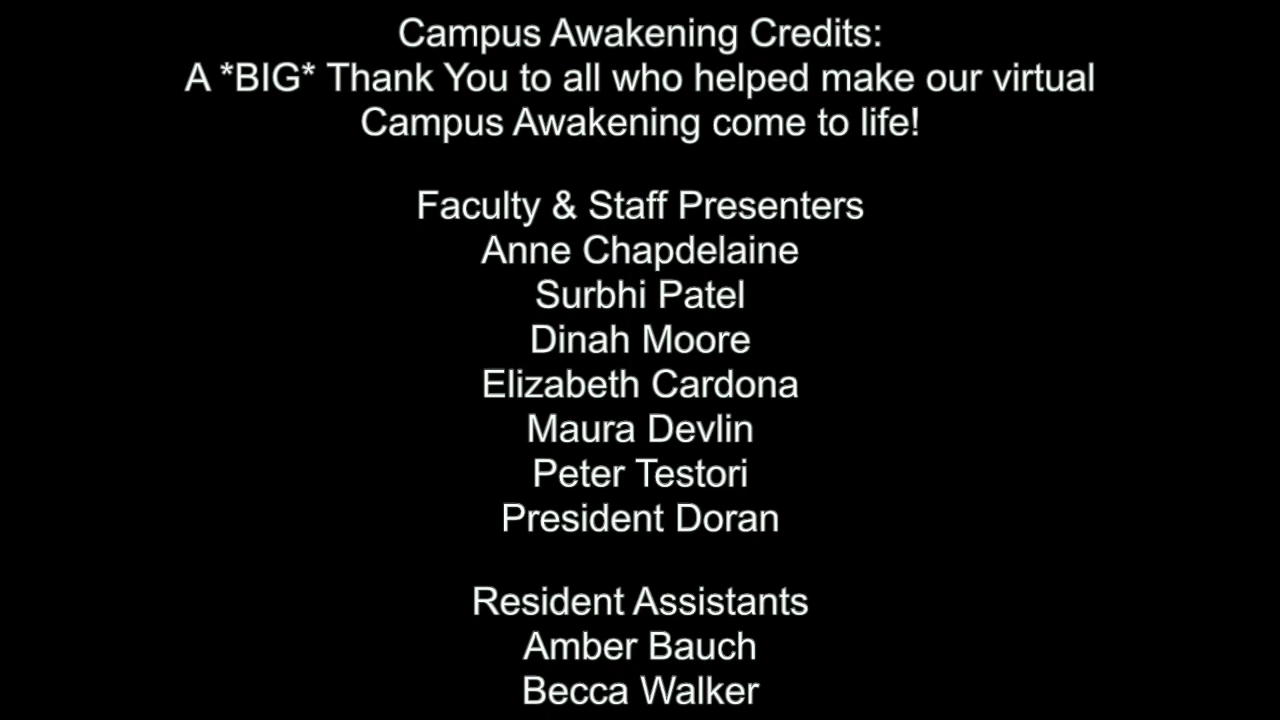 Campus Awakening Credits:
A *BIG* Thank You to all who helped make our virtual
Campus Awakening come to life!
Faculty & Staff Presenters
Anne Chapdelaine
Surbhi Patel
Dinah Moore
Elizabeth Cardona
Maura Devlin
Peter Testori
President Doran
Resident Assistants
Amber Bauch
Becca Walker